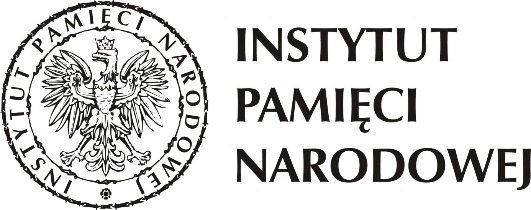 INSTYTUT PAMIĘCI NARODOWEJ
INSTYTUT
PAMIĘCI
NARODOWEJ